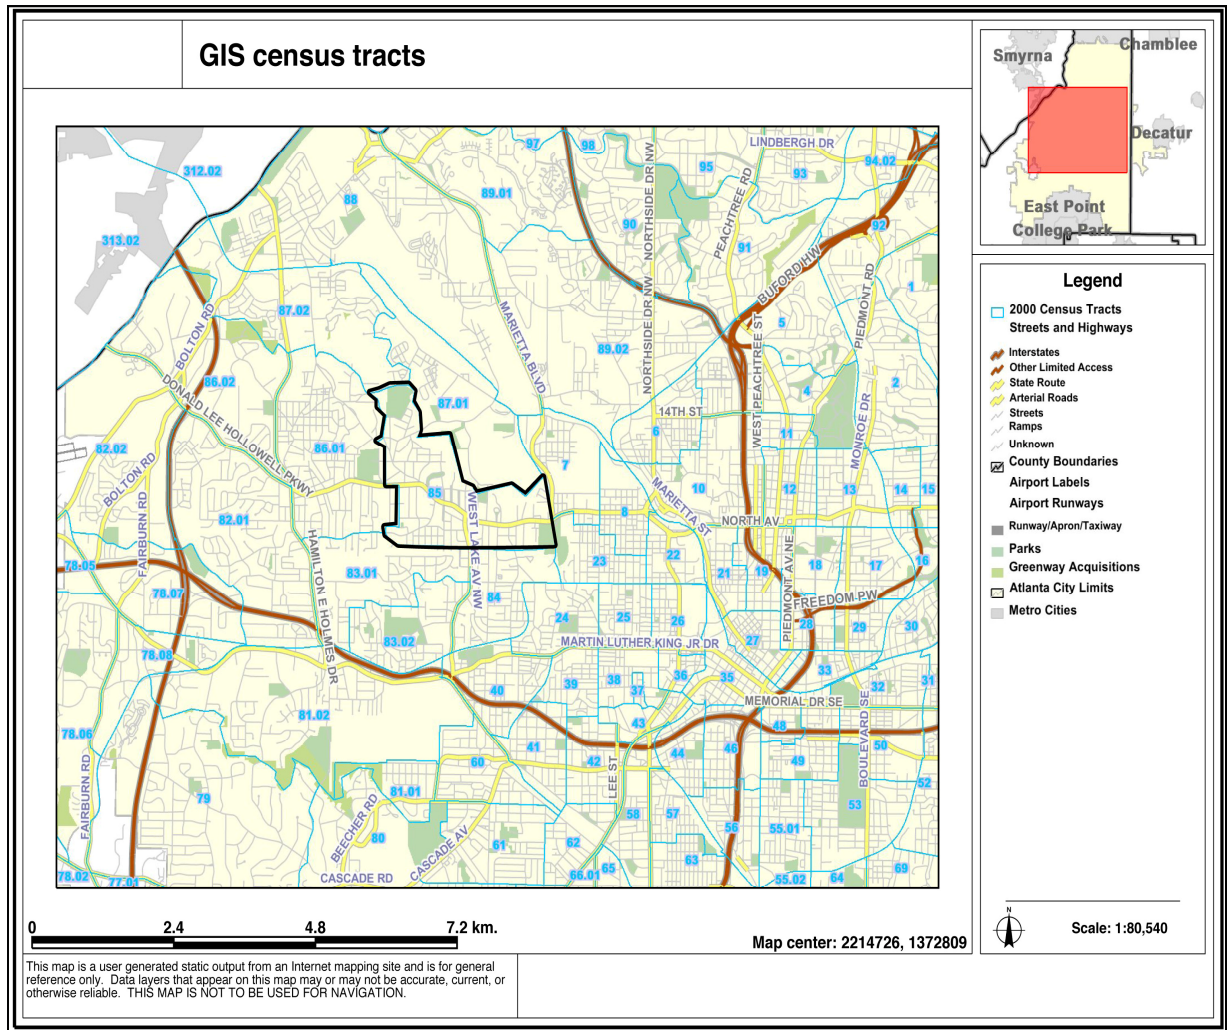 GIS census tracts
Smyrna
Chamblee
Decatur
East Point
College Park
97
98
LINDBERGH DR
94.02
312.02
95
93
88
89.01
NORTHSIDE DR NW
PEACHTREE RD
90
92
313.02
91
BUFORD HW
PIEDMONT RD
1
87.02
BOLTON RD
MARIETTA BLVD
NORTHSIDE DR NW
WEST PEACHTREE ST
5
89.02
86.02
DONALD LEE HOLLOWELL PKWY
87.01
4
2
14TH ST
MONROE DR
6
11
82.02
86.01
7
BOLTON RD
85
WEST LAKE AV NW
MARIETTA ST
10
12
13
14
15
FAIRBURN RD
82.01
8
NORTH AV
HAMILTON E HOLMES DR
23
22
78.05
83.01
21
19
PIEDMONT AV NE
18
17
16
78.07
84
FREEDOM PW
24
25
26
28
29
30
83.02
MARTIN LUTHER KING JR DR
27
78.08
33
40
39
38
37
36
35
32
31
81.02
MEMORIAL DR SE
BOULEVARD SE
78.06
43
48
41
44
46
50
60
42
49
FAIRBURN RD
LEE ST
52
79
81.01
53
BEECHER RD
58
57
56
55.01
80
CASCADE AV
61
62
63
65
69
78.02
77.01
CASCADE RD
66.01
55.02
64
Legend
2000 Census Tracts
Streets and Highways
Interstates
Other Limited Access
State Route
Arterial Roads
Streets
Ramps
Unknown
County Boundaries
Airport Labels
Airport Runways
Runway/Apron/Taxiway
Parks
Greenway Acquisitions
Atlanta City Limits
Metro Cities
N
Scale: 1:80,540
0
2.4
4.8
7.2 km.
Map center: 2214726, 1372809
This map is a user generated static output from an Internet mapping site and is for general
reference only. Data layers that appear on this map may or may not be accurate, current, or
otherwise reliable. THIS MAP IS NOT TO BE USED FOR NAVIGATION.